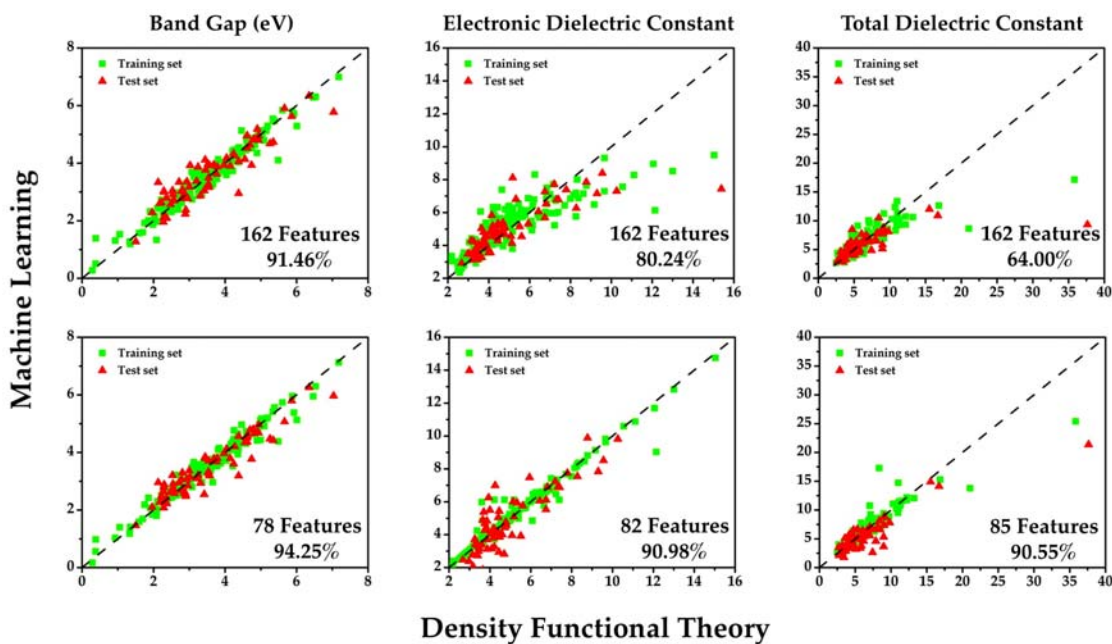 Band Gap (eV)
Electronic Dielectric Constant
Total Dielectric Constant
Machine Learning
8
6
4
2
0
Training set
Test set
162 Features
91.46%
0 2 4 6 8
16
14
12
10
8
6
4
2
Training set
Test set
162 Features
80.24%
2 4 6 8 10 12 14 16
40
35
30
25
20
15
10
5
0
Training set
Test set
162 Features
64.00%
0 5 10 15 20 25 30 35 40
8
6
4
2
0
Training set
Test set
78 Features
94.25%
0 2 4 6 8
16
14
12
10
8
6
4
2
Training set
Test set
82 Features
90.98%
2 4 6 8 10 12 14 16
40
35
30
25
20
15
10
5
0
Training set
Test set
85 Features
90.55%
0 5 10 15 20 25 30 35 40
Density Functional Theory